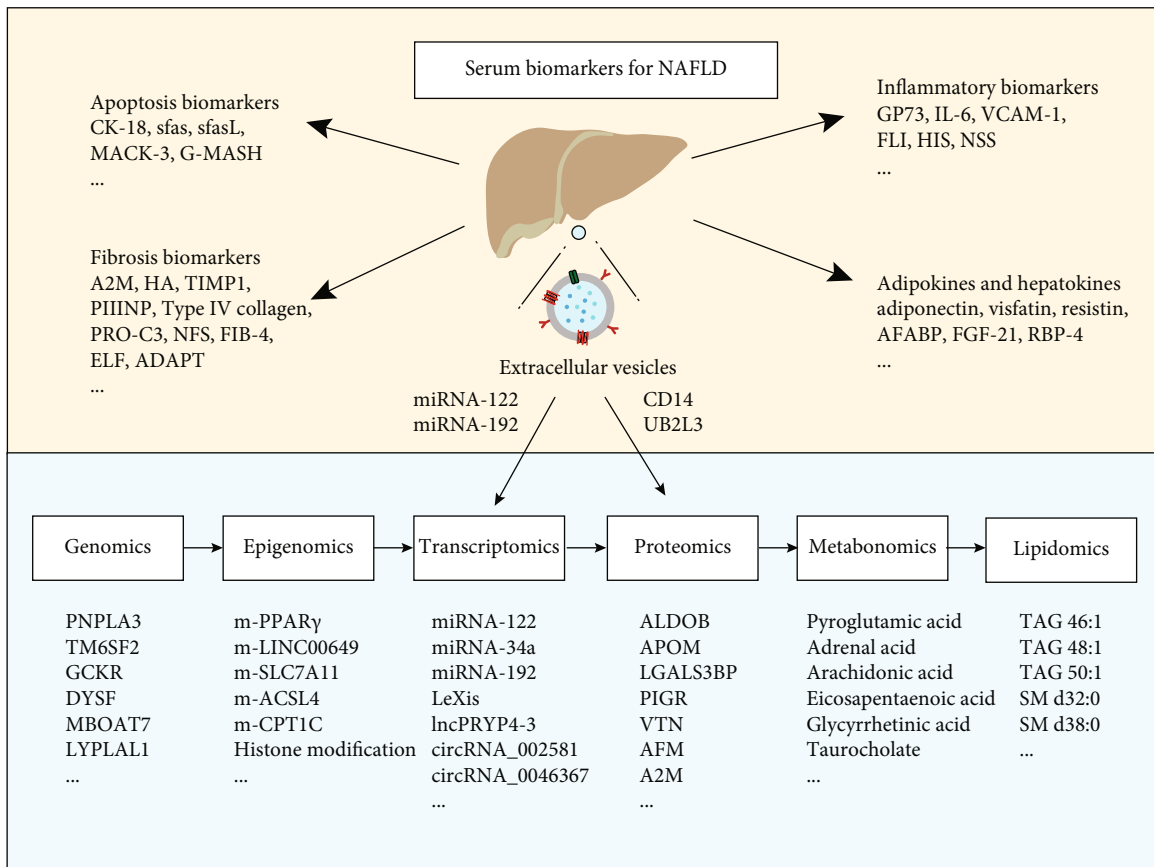 Serum biomarkers for NAFLD
Apoptosis biomarkers
CK-18, sfas, sfasL,
MACK-3, G-MASH
...
Inflammatory biomarkers
GP73, IL-6, VCAM-1,
FLI, HIS, NSS
...
Fibrosis biomarkers
A2M, HA, TIMP1,
PIIINP, Type IV collagen,
PRO-C3, NFS, FIB-4,
ELF, ADAPT
...
Adipokines and hepatokines
adiponectin, visfatin, resistin,
AFABP, FGF-21, RBP-4
...
Extracellular vesicles
miRNA-122
miRNA-192
CD14
UB2L3
Genomics
PNPLA3
TM6SF2
GCKR
DYSF
MBOAT7
LYPLAL1
...
Epigenomics
m-PPARγ
m-LINC00649
m-SLC7A11
m-ACSL4
m-CPT1C
Histone modification
...
Transcriptomics
miRNA-122
miRNA-34a
miRNA-192
LeXis
lncPRYP4-3
circRNA_002581
circRNA_0046367
...
Proteomics
ALDOB
APOM
LGALS3BP
PIGR
VTN
AFM
A2M
...
Metabonomics
Pyroglutamic acid
Adrenal acid
Arachidonic acid
Eicosapentaenoic acid
Glycyrrhetinic acid
Taurocholate
...
Lipidomics
TAG 46:1
TAG 48:1
TAG 50:1
SM d32:0
SM d38:0
...